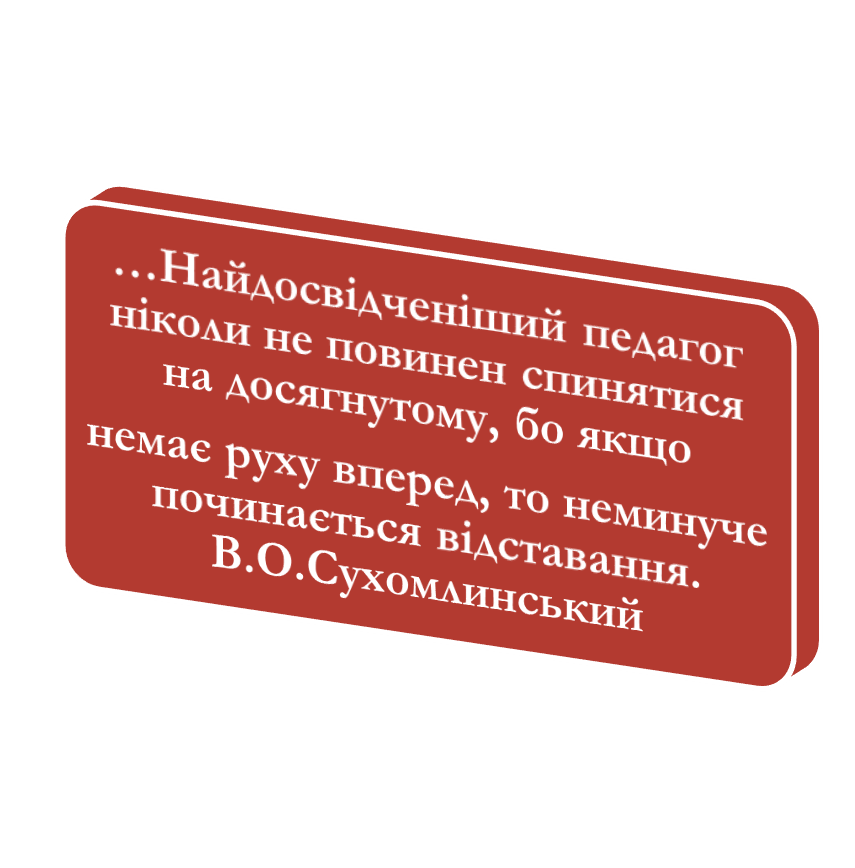 ...Найдосвідченіший педагог
ніколи не повинен спинятися
на досягнутому, бо якщо
немає руху вперед, то неминуче
починається відставання.
В.О.Сухомлинський